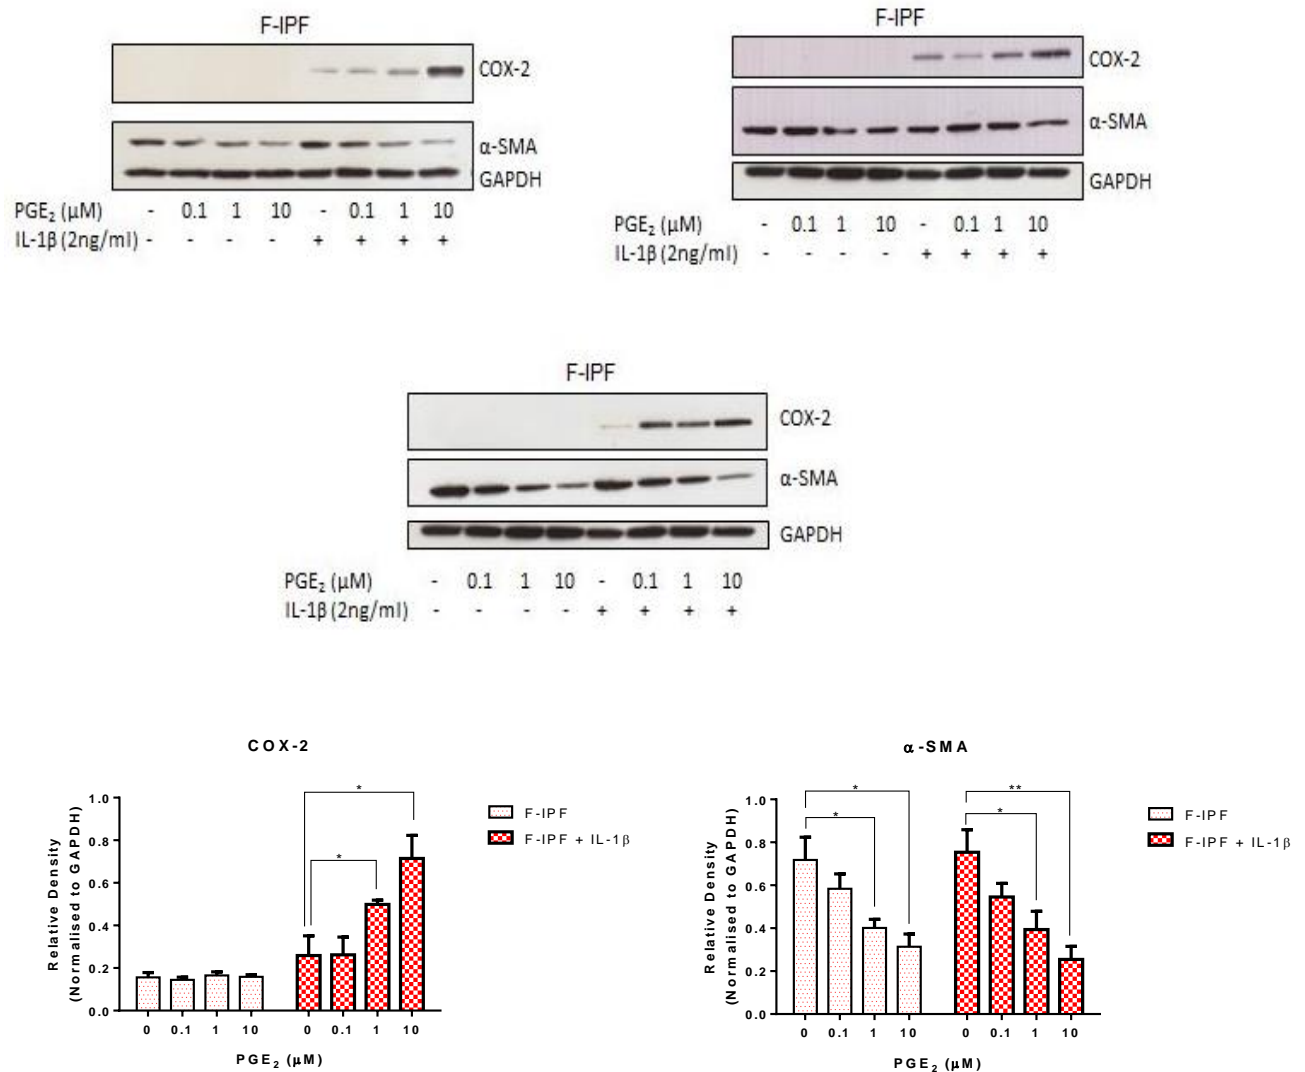 F-IPF
COX-2
α-SMA
GAPDH
PGE₂ (μM) - 0.1 1 10 - 0.1 1 10
IL-1β (2ng/ml) - - - - + + + +
F-IPF
COX-2
α-SMA
GAPDH
PGE₂ (μM) - 0.1 1 10 - 0.1 1 10
IL-1β (2ng/ml) - - - - + + + +
F-IPF
COX-2
α-SMA
GAPDH
PGE₂ (μM) - 0.1 1 10 - 0.1 1 10
IL-1β (2ng/ml) - - - - + + + +
COX-2
Relative Density
(Normalised to GAPDH)
1.0
0.8
0.6
0.4
0.2
0.0
*
*
0 0.1 1 10 0 0.1 1 10
PGE₂ (μM)
F-IPF
F-IPF + IL-1β
α-SMA
Relative Density
(Normalised to GAPDH)
1.0
0.8
0.6
0.4
0.2
0.0
* **
* *
0 0.1 1 10 0 0.1 1 10
PGE₂ (μM)
F-IPF
F-IPF + IL-1β